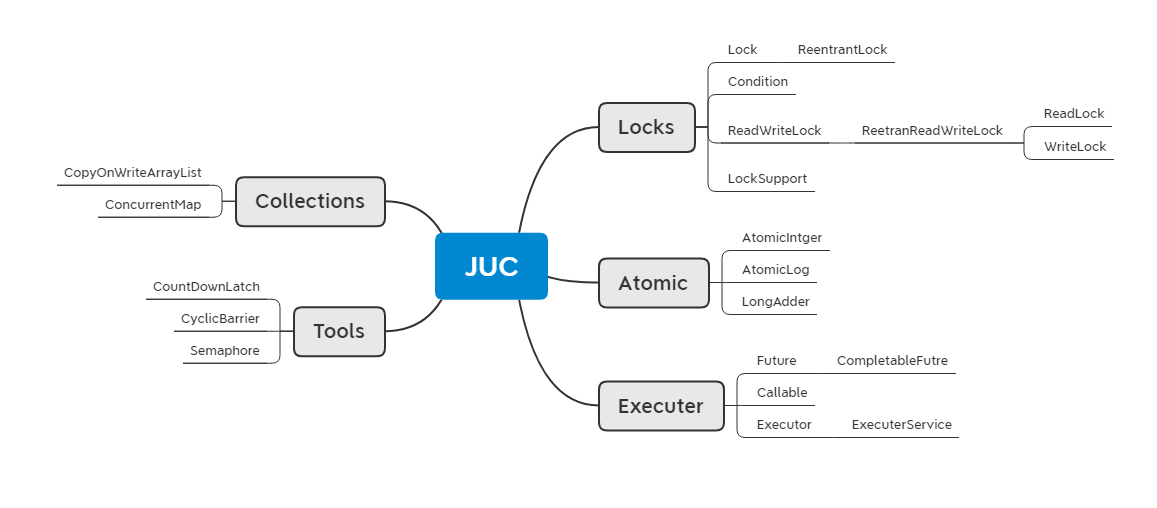 JUC
Locks
Lock
ReentrantLock
Condition
ReadWriteLock
ReetranReadWriteLock
ReadLock
WriteLock
LockSupport
Atomic
AtomicIntger
AtomicLog
LongAdder
Executer
Future
CompletableFutre
Callable
Executor
ExecuterService
Collections
CopyOnWriteArrayList
ConcurrentMap
Tools
CountDownLatch
CyclicBarrier
Semaphore